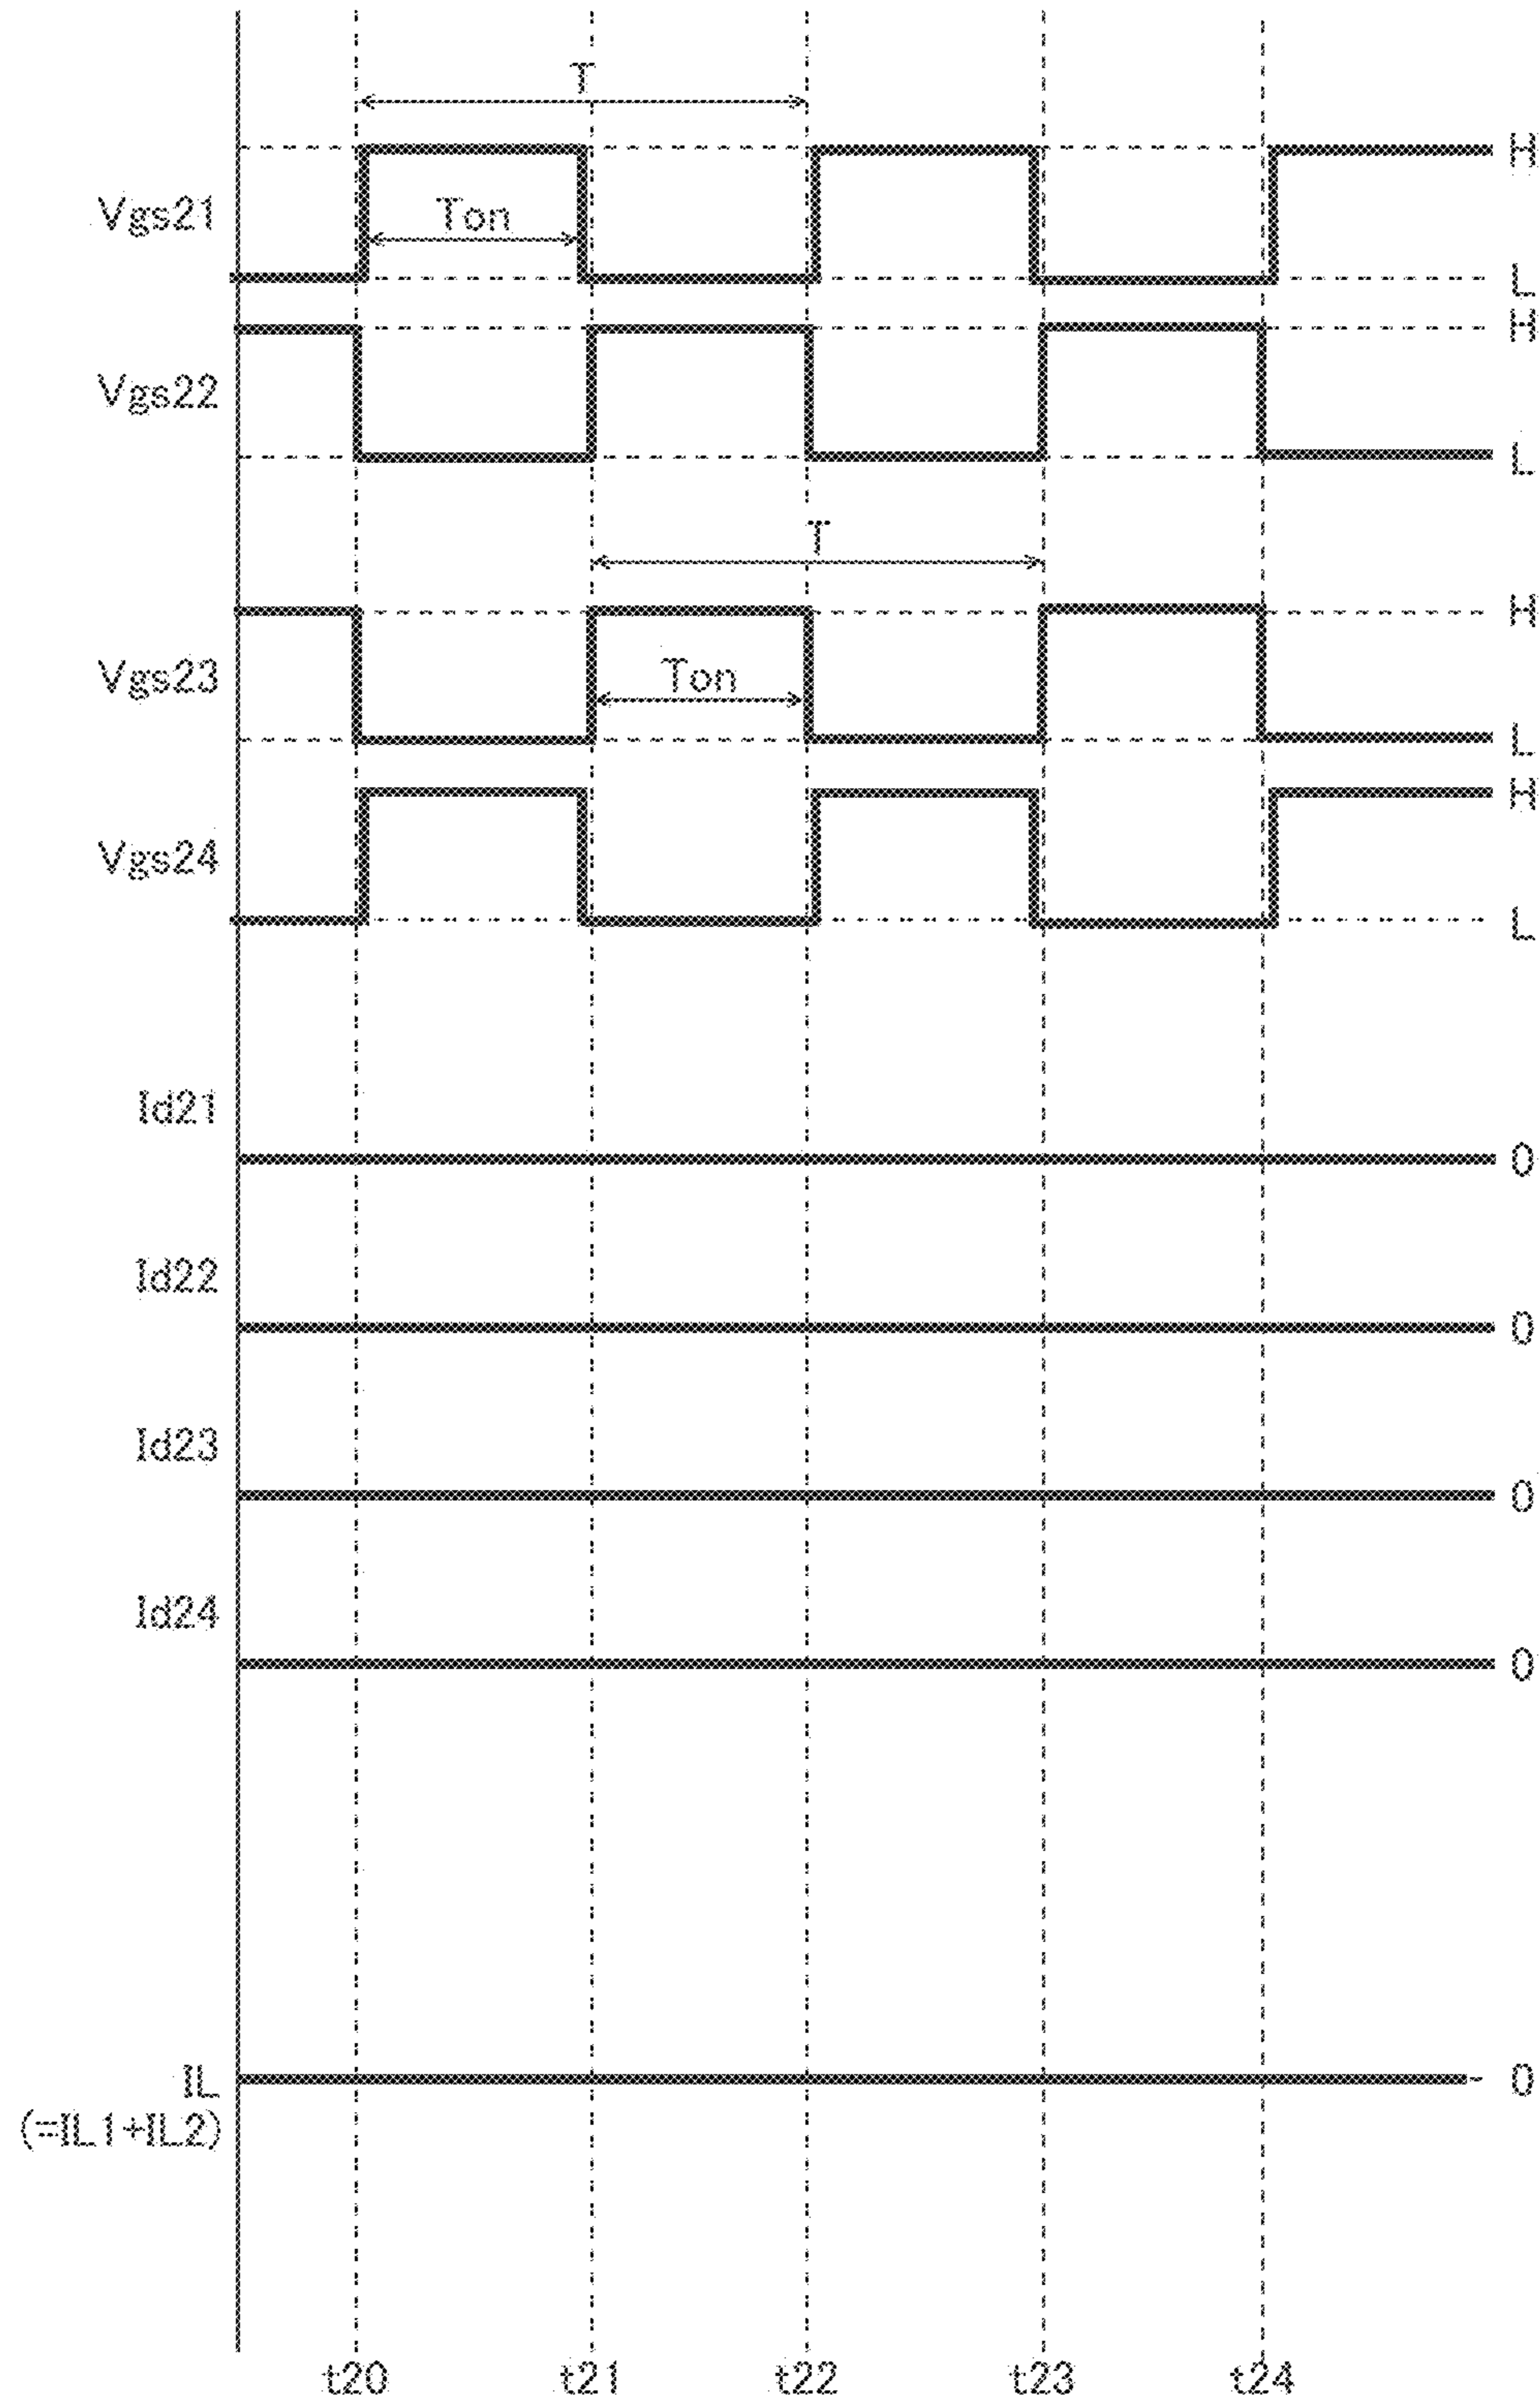 T
H
Vgs21
Ton
L
H
Vgs22
L
T
H
Vgs23
Ton
L
H
Vgs24
L
Id21
0
Id22
0
Id23
0
Id24
0
IL
0
(=IL1+IL2)
t20 t21 t22 t23 t24